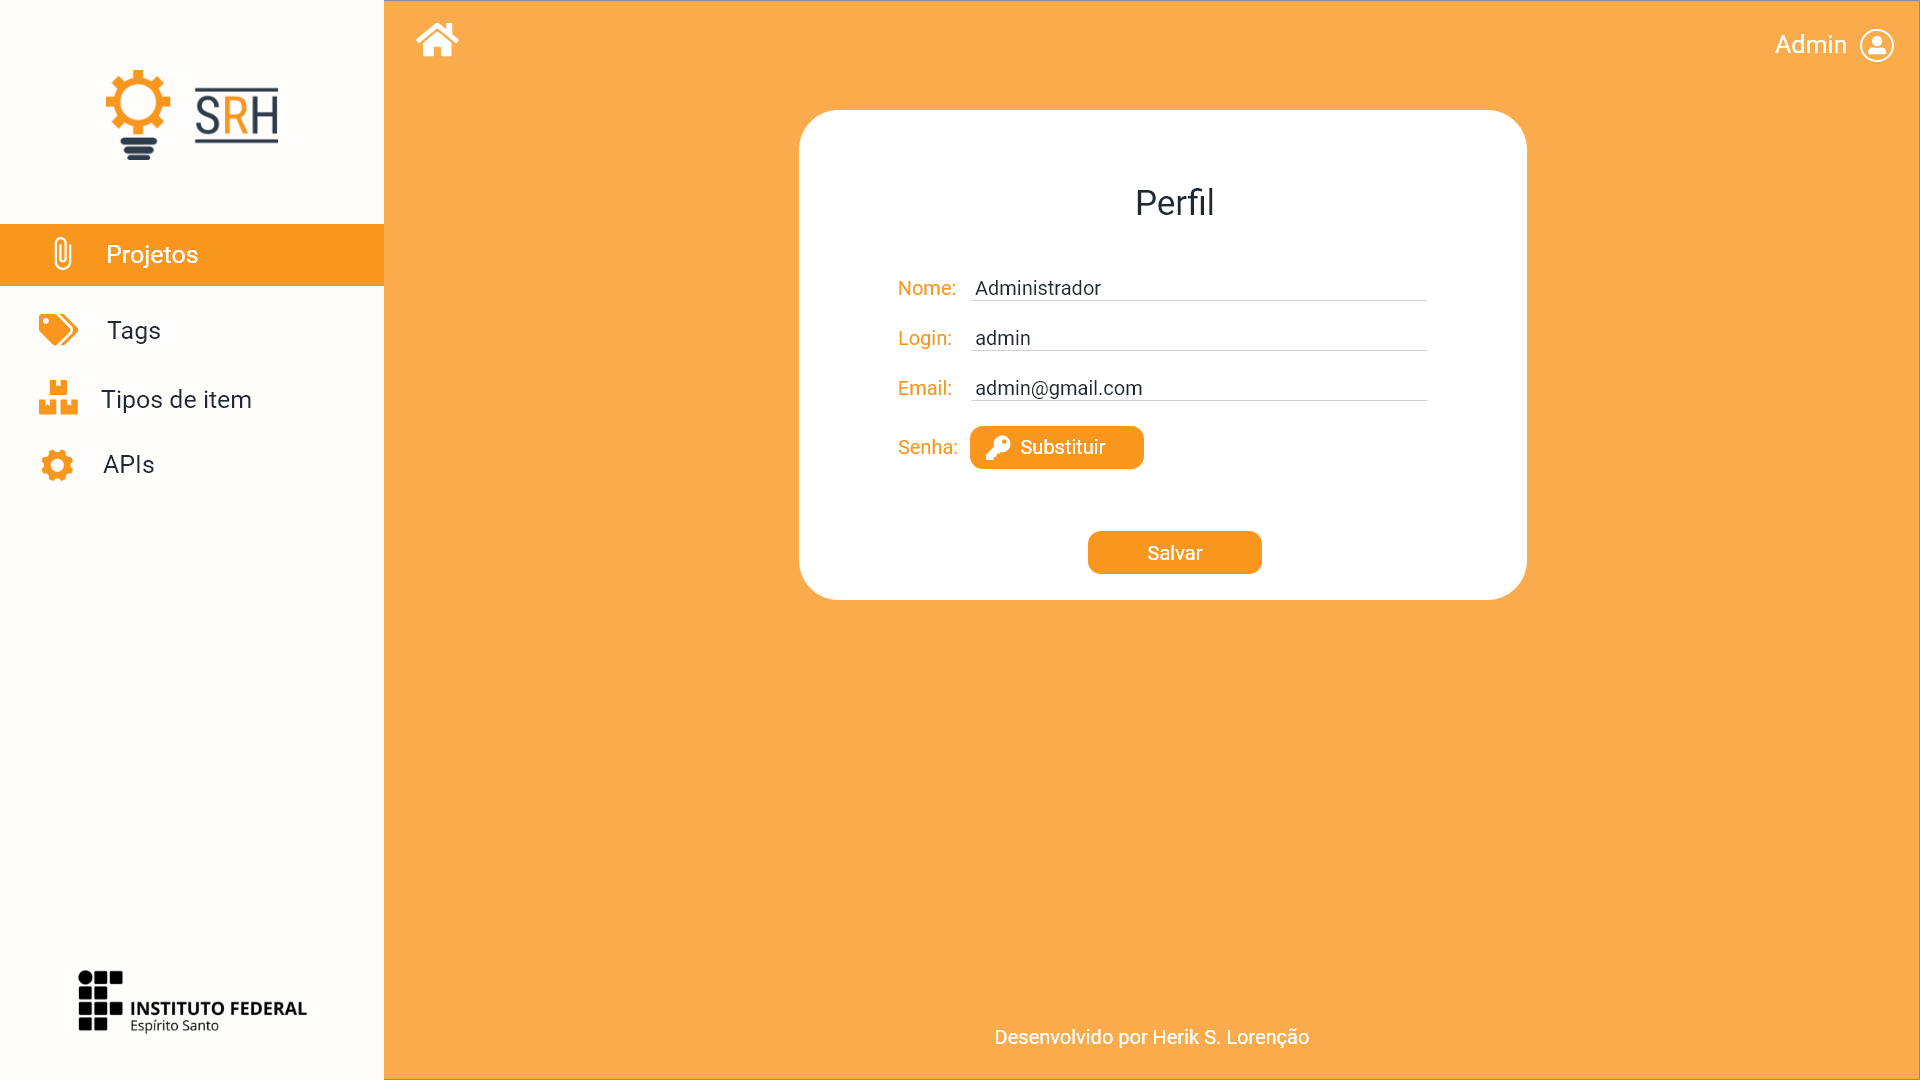 SRH
Projetos
Tags
Tipos de item
APIs
INSTITUTO FEDERAL
Espírito Santo
Admin
Perfil
Nome: Administrador
Login: admin
Email: admin@gmail.com
Senha: Substituir
Salvar
Desenvolvido por Herik S. Lorenção